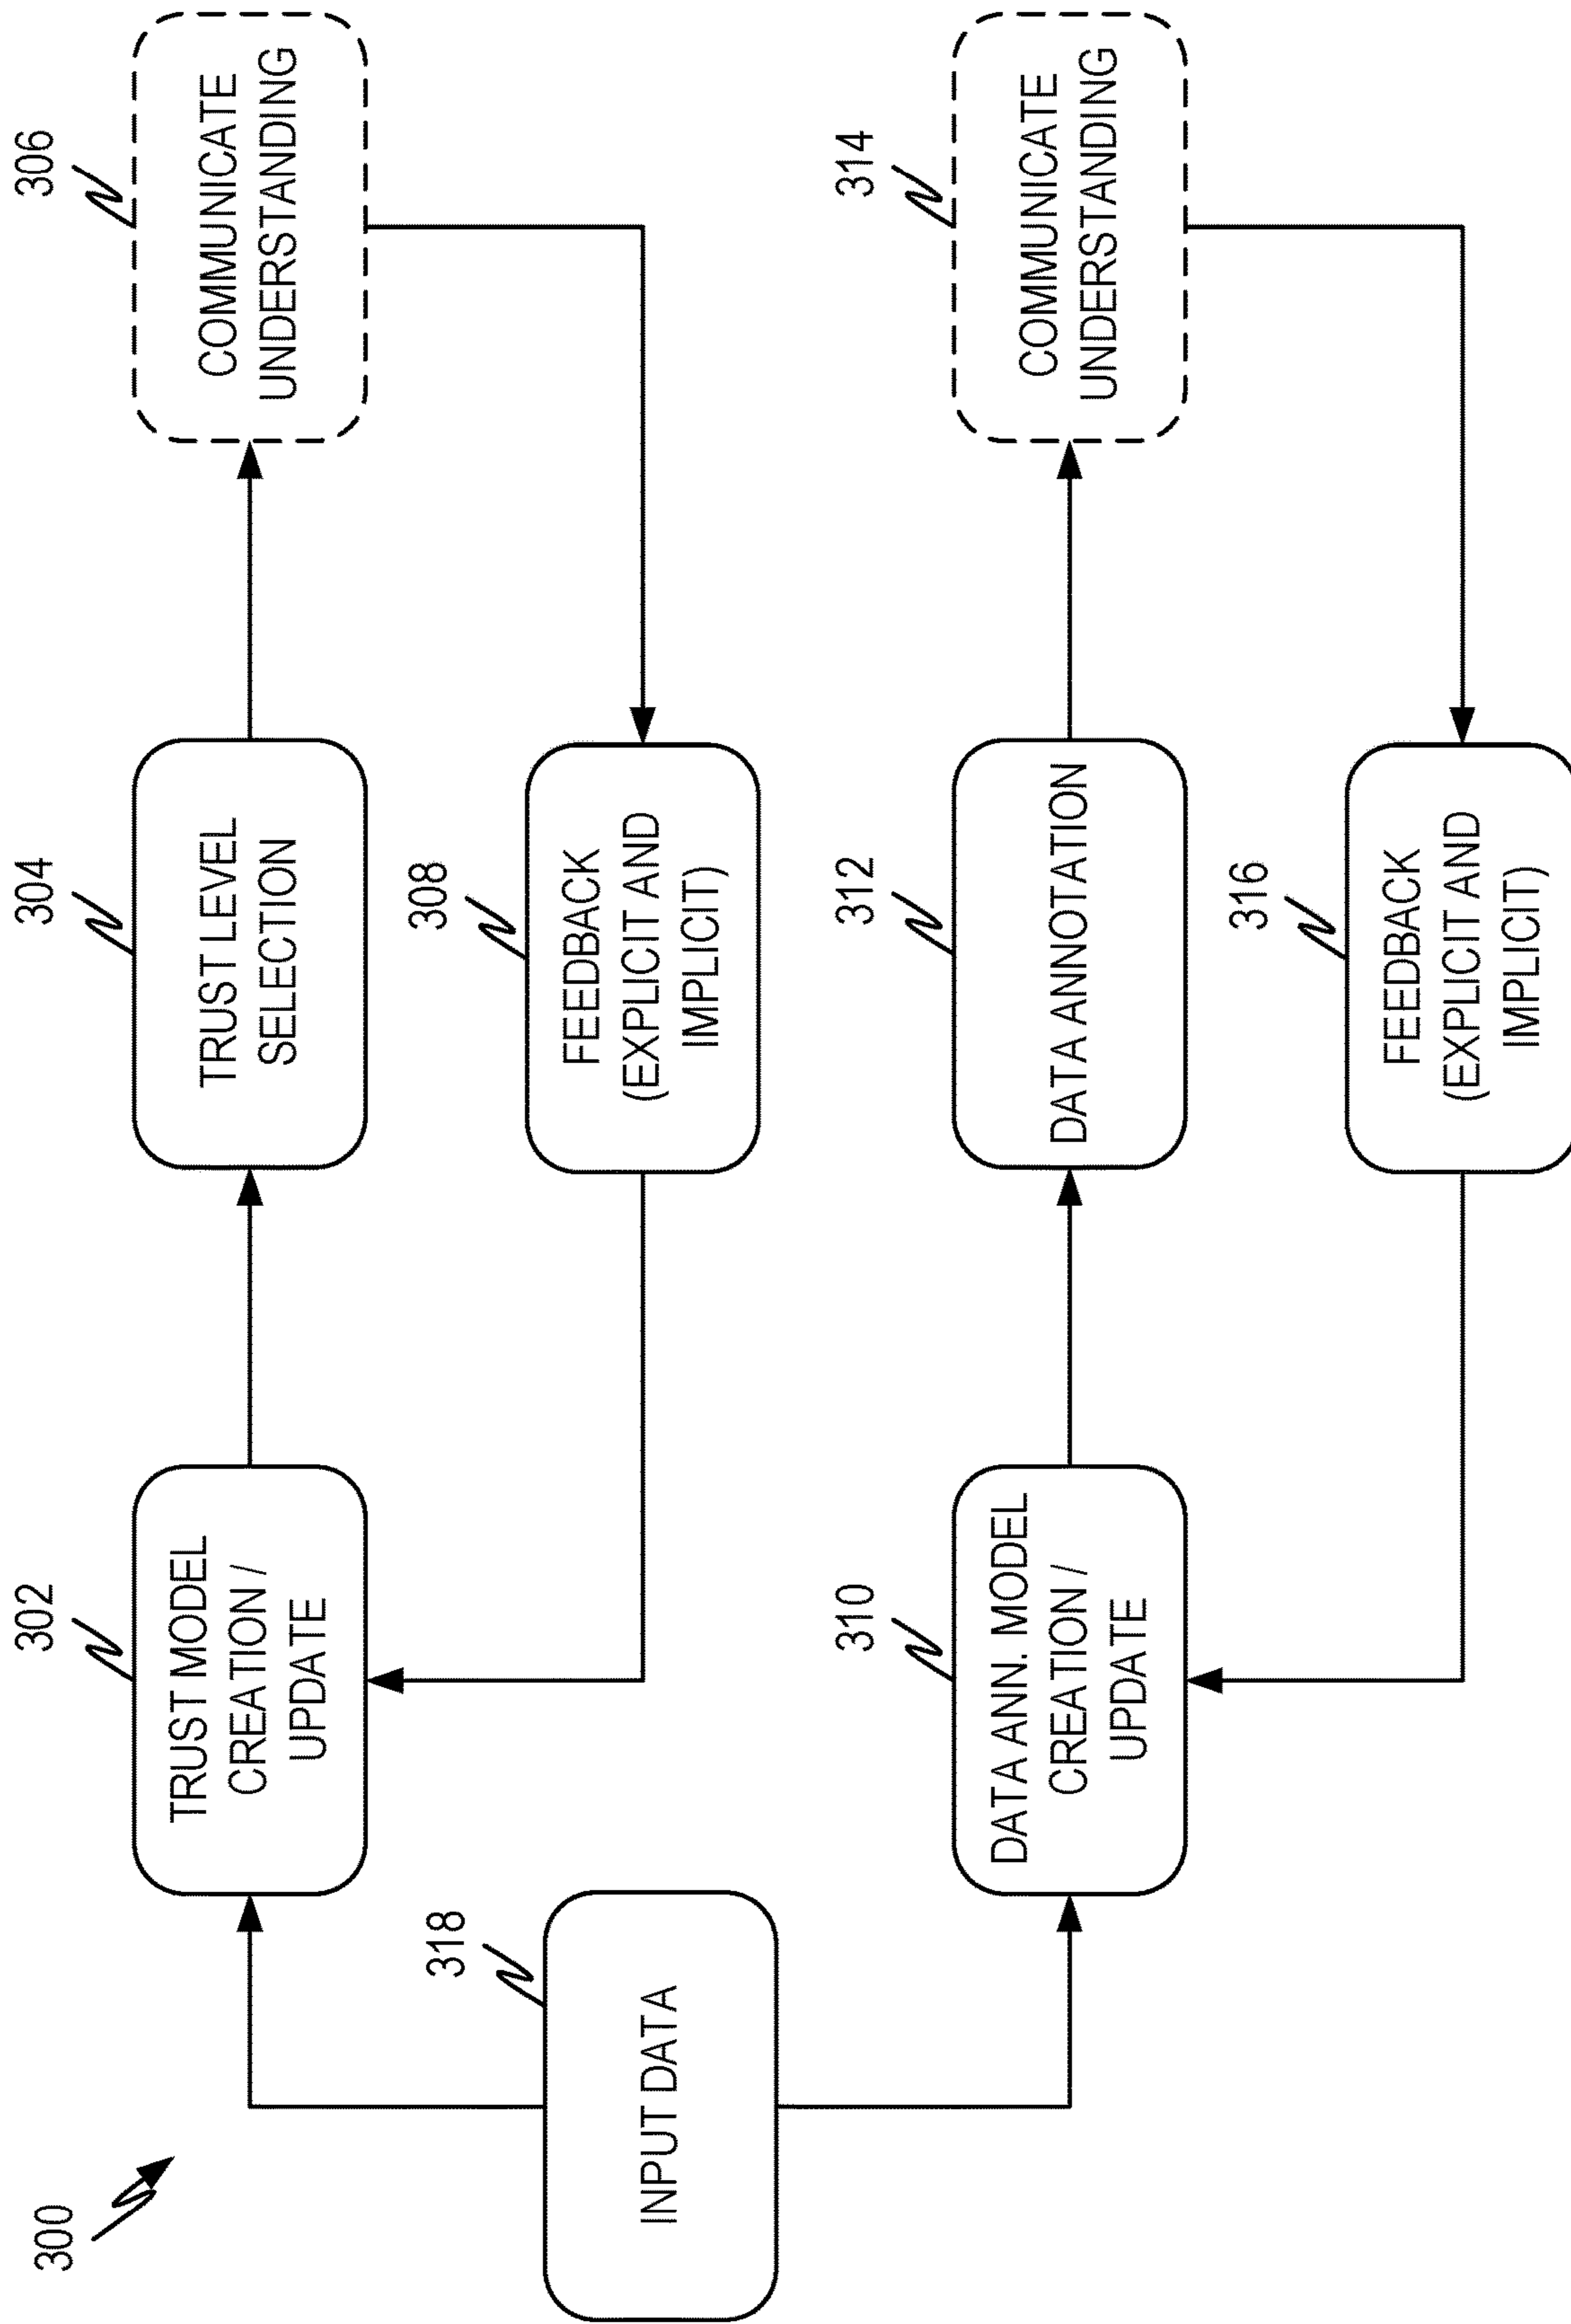 300
302
TRUST MODEL
CREATION /
UPDATE
304
TRUST LEVEL
SELECTION
306
COMMUNICATE
UNDERSTANDING
318
INPUT DATA
308
FEEDBACK
(EXPLICIT AND
IMPLICIT)
310
DATA ANN. MODEL
CREATION /
UPDATE
312
DATA ANNOTATION
314
COMMUNICATE
UNDERSTANDING
316
FEEDBACK
(EXPLICIT AND
IMPLICIT)